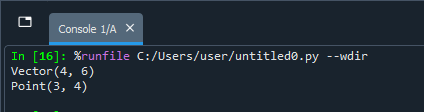 Console 1/A
In [16]: %runfile C:/Users/user/untitled0.py --wdir
Vector(4, 6)
Point(3, 4)